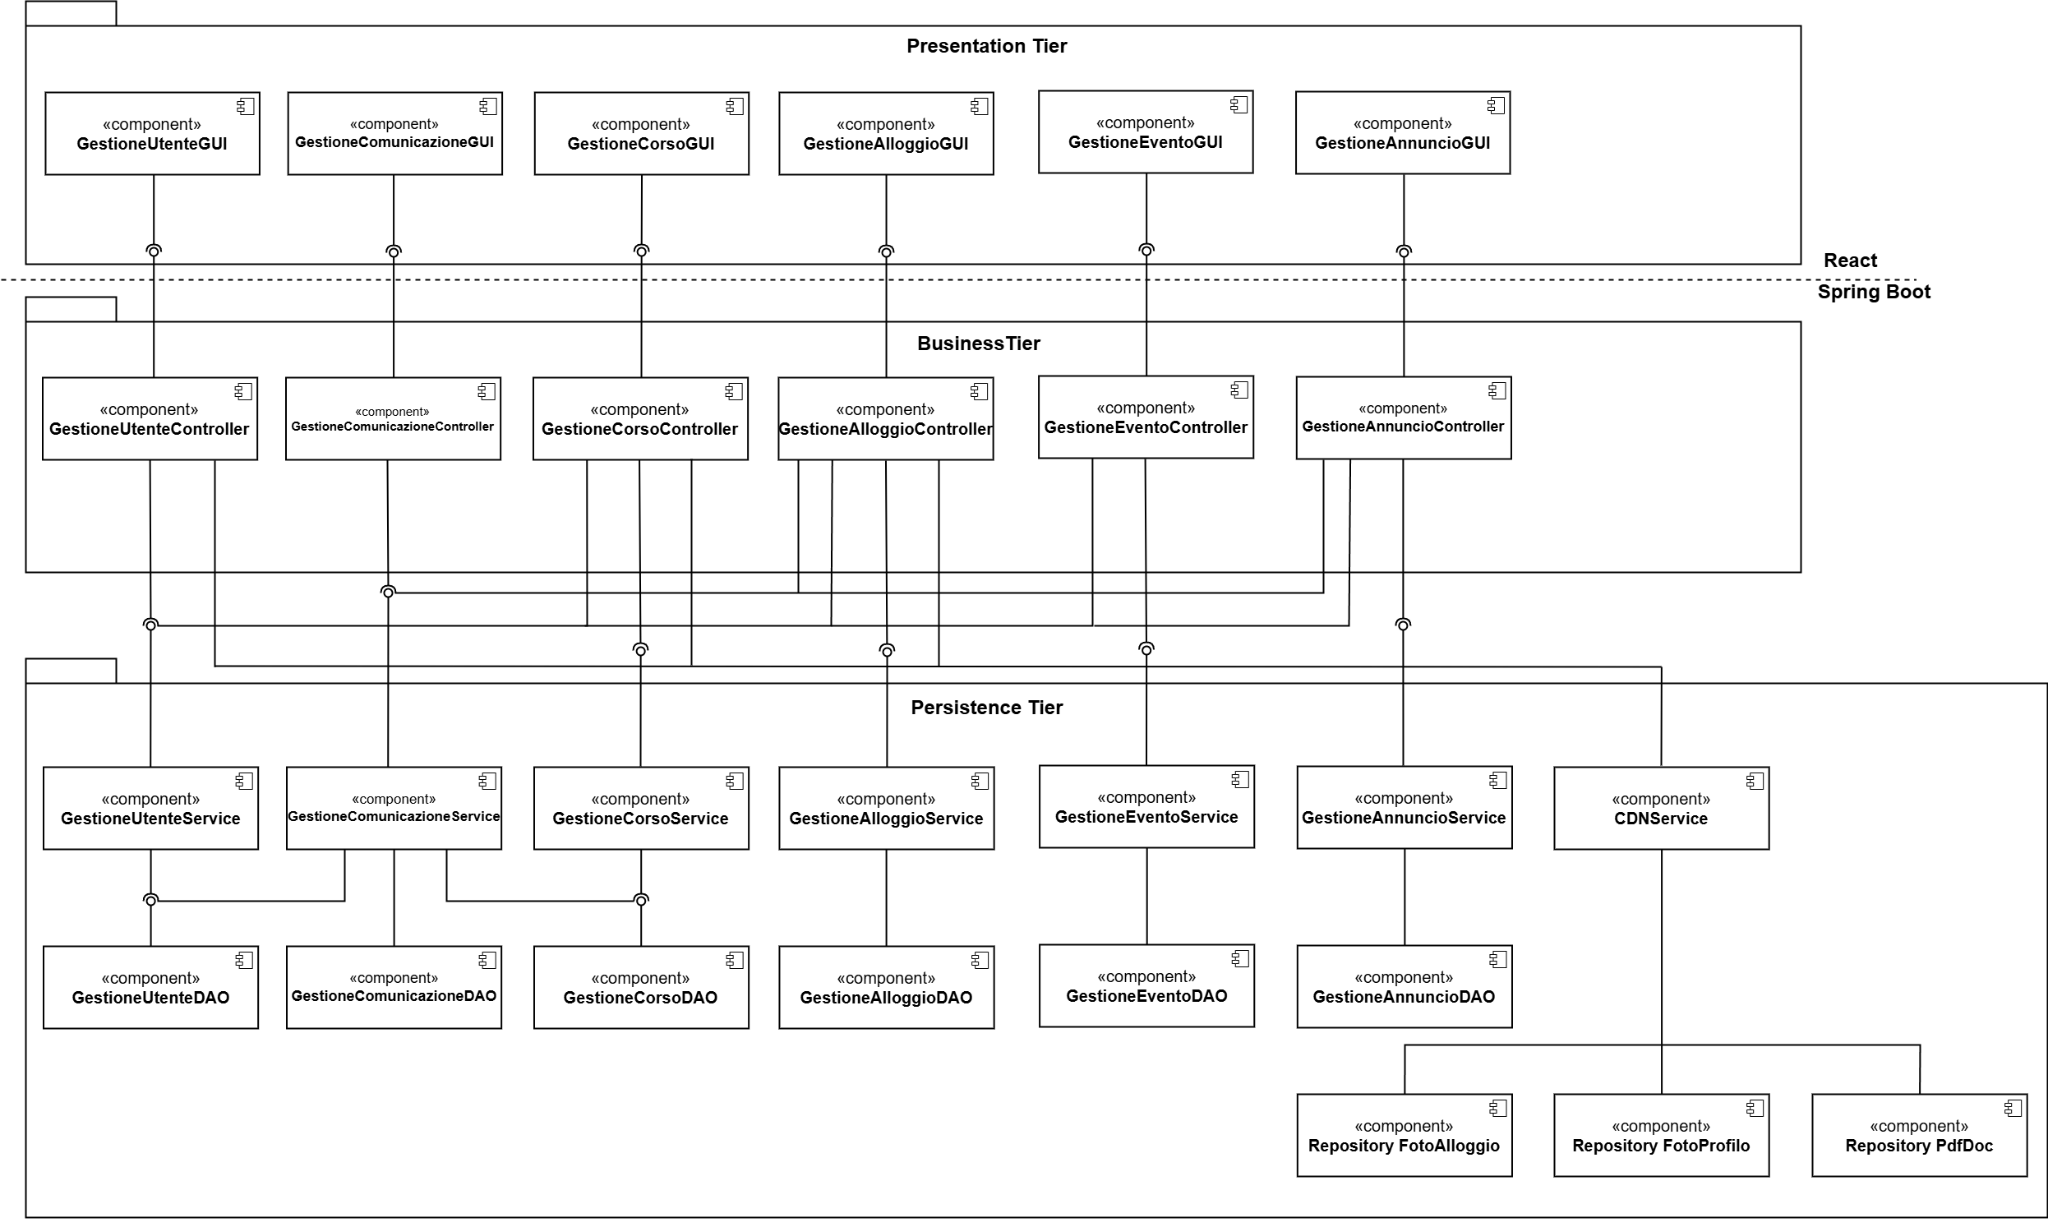 Presentation Tier
«component»
GestioneUtenteGUI
«component»
GestioneComunicazioneGUI
«component»
GestioneCorsoGUI
«component»
GestioneAlloggioGUI
«component»
GestioneEventoGUI
«component»
GestioneAnnuncioGUI
React
Spring Boot
BusinessTier
«component»
GestioneUtenteController
«component»
GestioneComunicazioneController
«component»
GestioneCorsoController
«component»
GestioneAlloggioController
«component»
GestioneEventoController
«component»
GestioneAnnuncioController
Persistence Tier
«component»
GestioneUtenteService
«component»
GestioneComunicazioneService
«component»
GestioneCorsoService
«component»
GestioneAlloggioService
«component»
GestioneEventoService
«component»
GestioneAnnuncioService
«component»
CDNService
«component»
GestioneUtenteDAO
«component»
GestioneComunicazioneDAO
«component»
GestioneCorsoDAO
«component»
GestioneAlloggioDAO
«component»
GestioneEventoDAO
«component»
GestioneAnnuncioDAO
«component»
Repository FotoAlloggio
«component»
Repository FotoProfilo
«component»
Repository PdfDoc